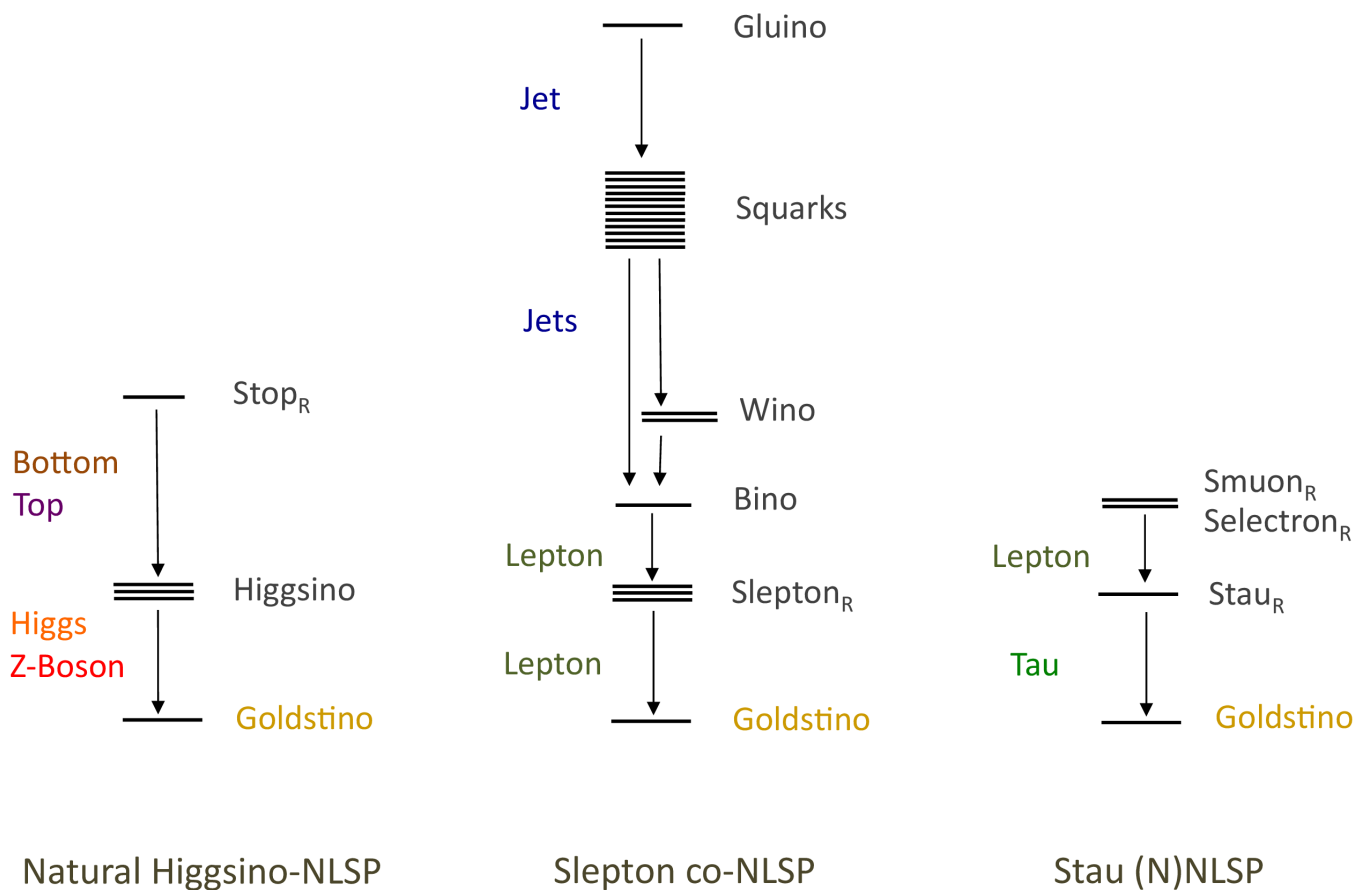 Gluino
Jet
Squarks
Jets
Wino
Bino
Lepton
Slepton_R
Lepton
Goldstino
Slepton co-NLSP
Stop_R
Bottom
Top
Higgsino
Higgs
Z-Boson
Goldstino
Natural Higgsino-NLSP
Smuon_R
Selectron_R
Lepton
Stau_R
Tau
Goldstino
Stau (N)NLSP